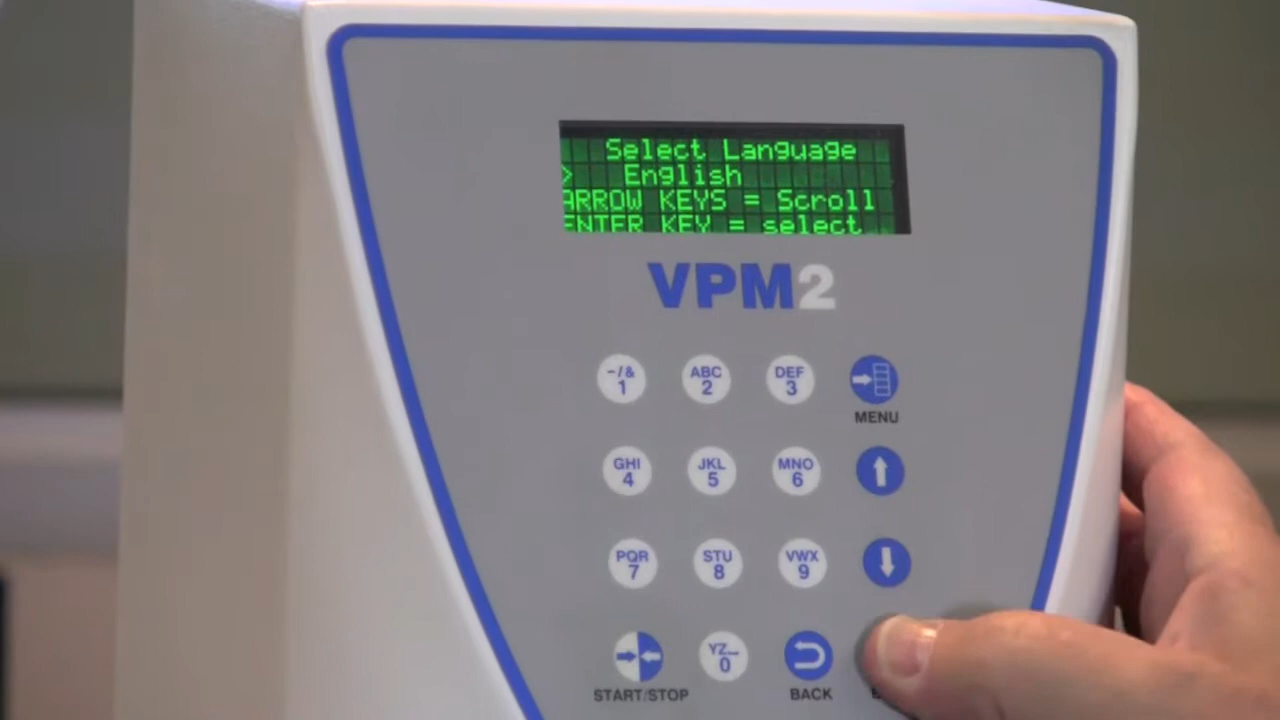 Select Language
> English
ARROW KEYS = Scroll
ENTER KEY = select
VPM2
-/& ABC DEF
1 2 3
MENU
GHI JKL MNO
4 5 6
PQR STU VWX
7 8 9
YZ_
0
START/STOP BACK